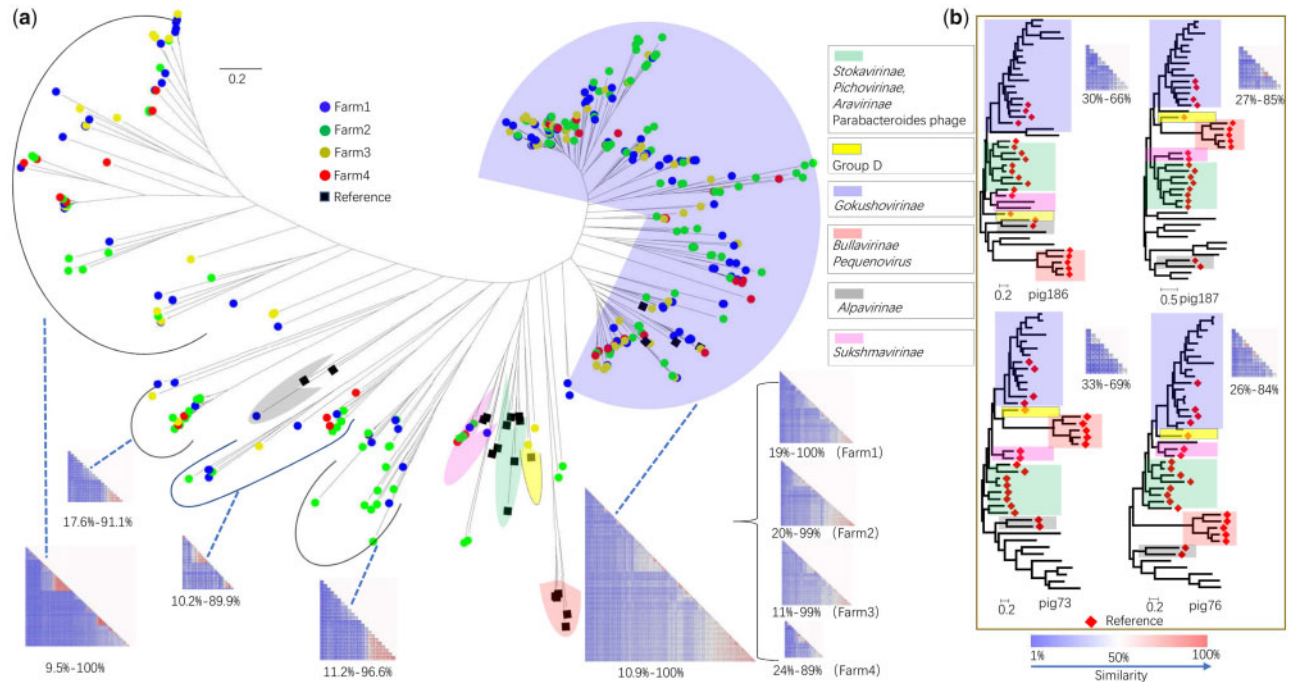 (a)
0.2
Farm1
Farm2
Farm3
Farm4
Reference
17.6%-91.1%
9.5%-100%
10.2%-89.9%
11.2%-96.6%
10.9%-100%
19%-100% (Farm1)
20%-99% (Farm2)
11%-99% (Farm3)
24%-89% (Farm4)
Stokavirinae,
Pichovirinae,
Aravirinae
Parabacteroides phage
Group D
Gokushovirinae
Bullavirinae
Pequenovirus
Alpavirinae
Sukshmavirinae
(b)
30%-66%
0.2 pig186
27%-85%
0.5 pig187
33%-69%
0.2 pig73
26%-84%
0.2 pig76
Reference
1% 50% 100%
Similarity